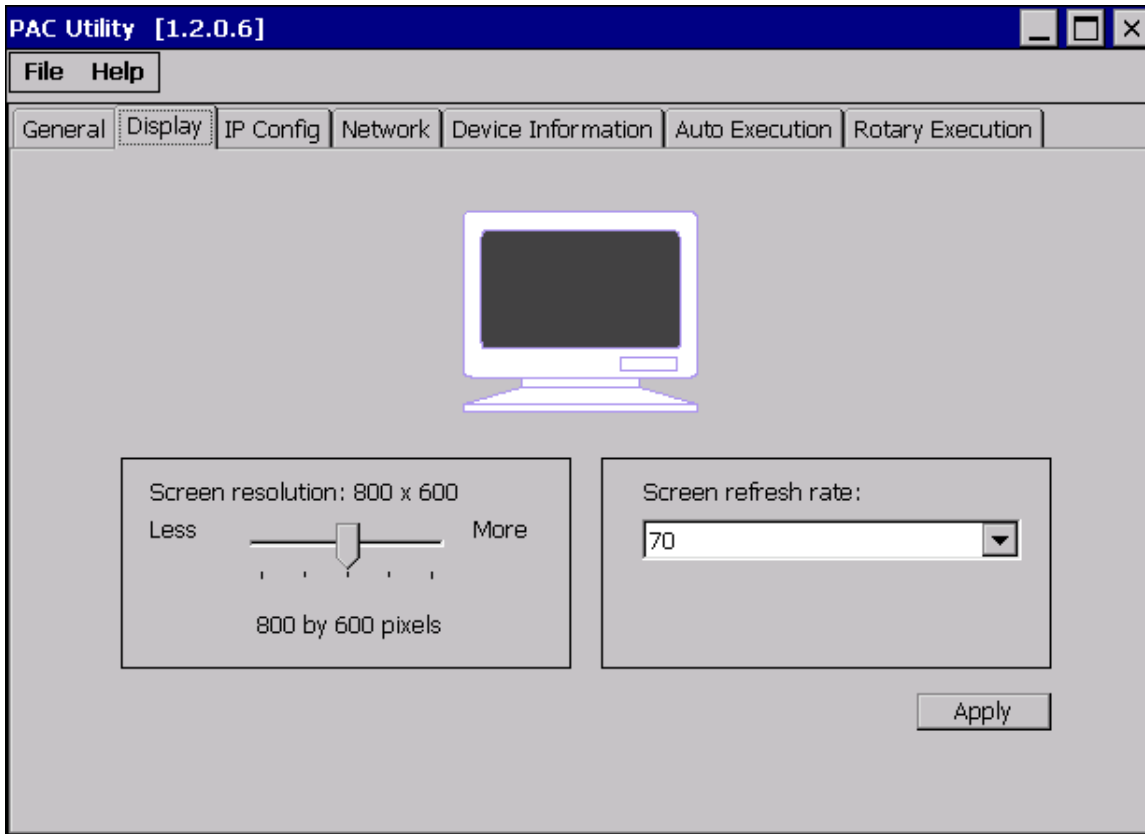 PAC Utility [1.2.0.6]
File Help
General Display IP Config Network Device Information Auto Execution Rotary Execution
Screen resolution: 800 x 600
Less More
800 by 600 pixels
Screen refresh rate:
70
Apply